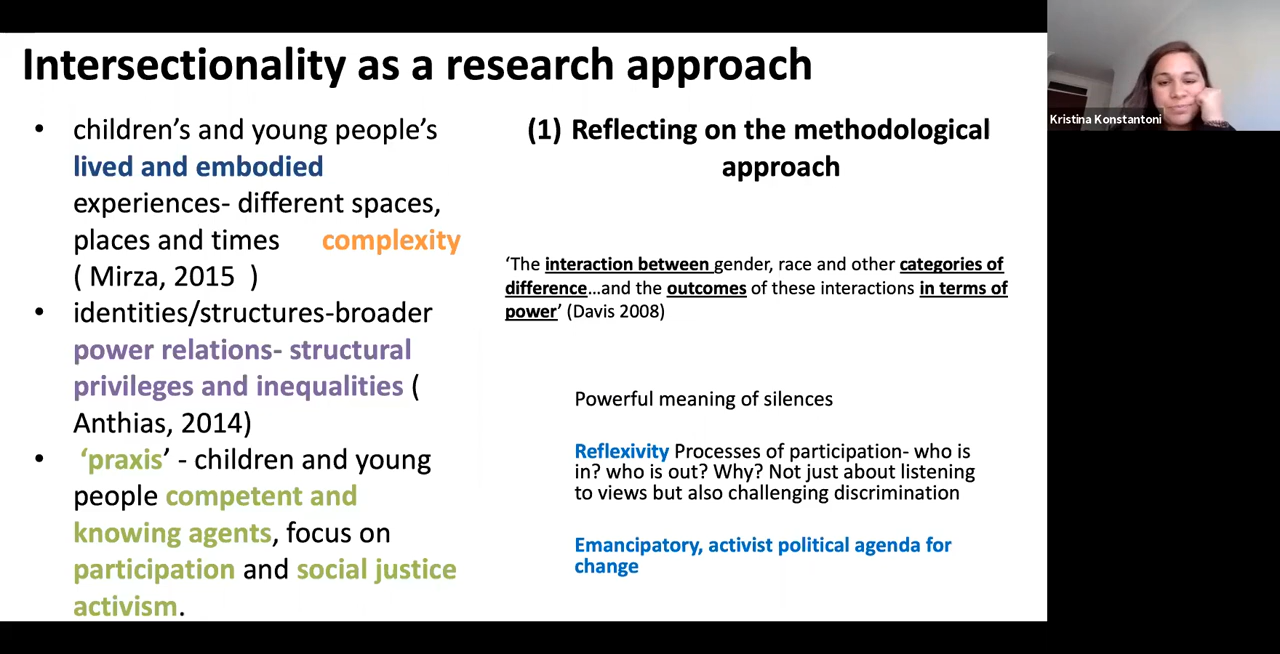 Intersectionality as a research approach
• children’s and young people’s
lived and embodied
experiences- different spaces,
places and times complexity
( Mirza, 2015 )
• identities/structures-broader
power relations- structural
privileges and inequalities (
Anthias, 2014)
• ‘praxis’ - children and young
people competent and
knowing agents, focus on
participation and social justice
activism.
(1) Reflecting on the methodological
approach
‘The interaction between gender, race and other categories of
difference…and the outcomes of these interactions in terms of
power’ (Davis 2008)
Powerful meaning of silences
Reflexivity Processes of participation- who is
in? who is out? Why? Not just about listening
to views but also challenging discrimination
Emancipatory, activist political agenda for
change
Kristina Konstantoni